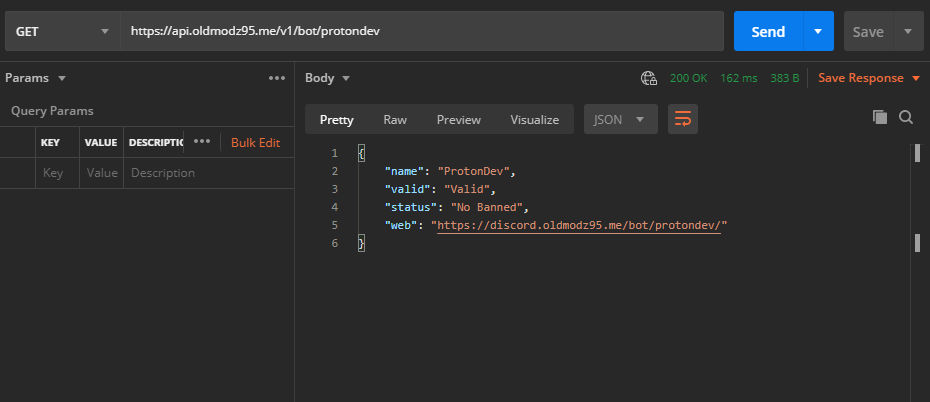 GET
https://api.oldmodz95.me/v1/bot/protondev
Send
Save
Params
Body
200 OK
162 ms
383 B
Save Response
Query Params
Pretty
Raw
Preview
Visualize
JSON
KEY
VALUE
DESCRIPTIO
Bulk Edit
Key
Value
Description
1 {
2 "name": "ProtonDev",
3 "valid": "Valid",
4 "status": "No Banned",
5 "web": "https://discord.oldmodz95.me/bot/protondev/"
6 }